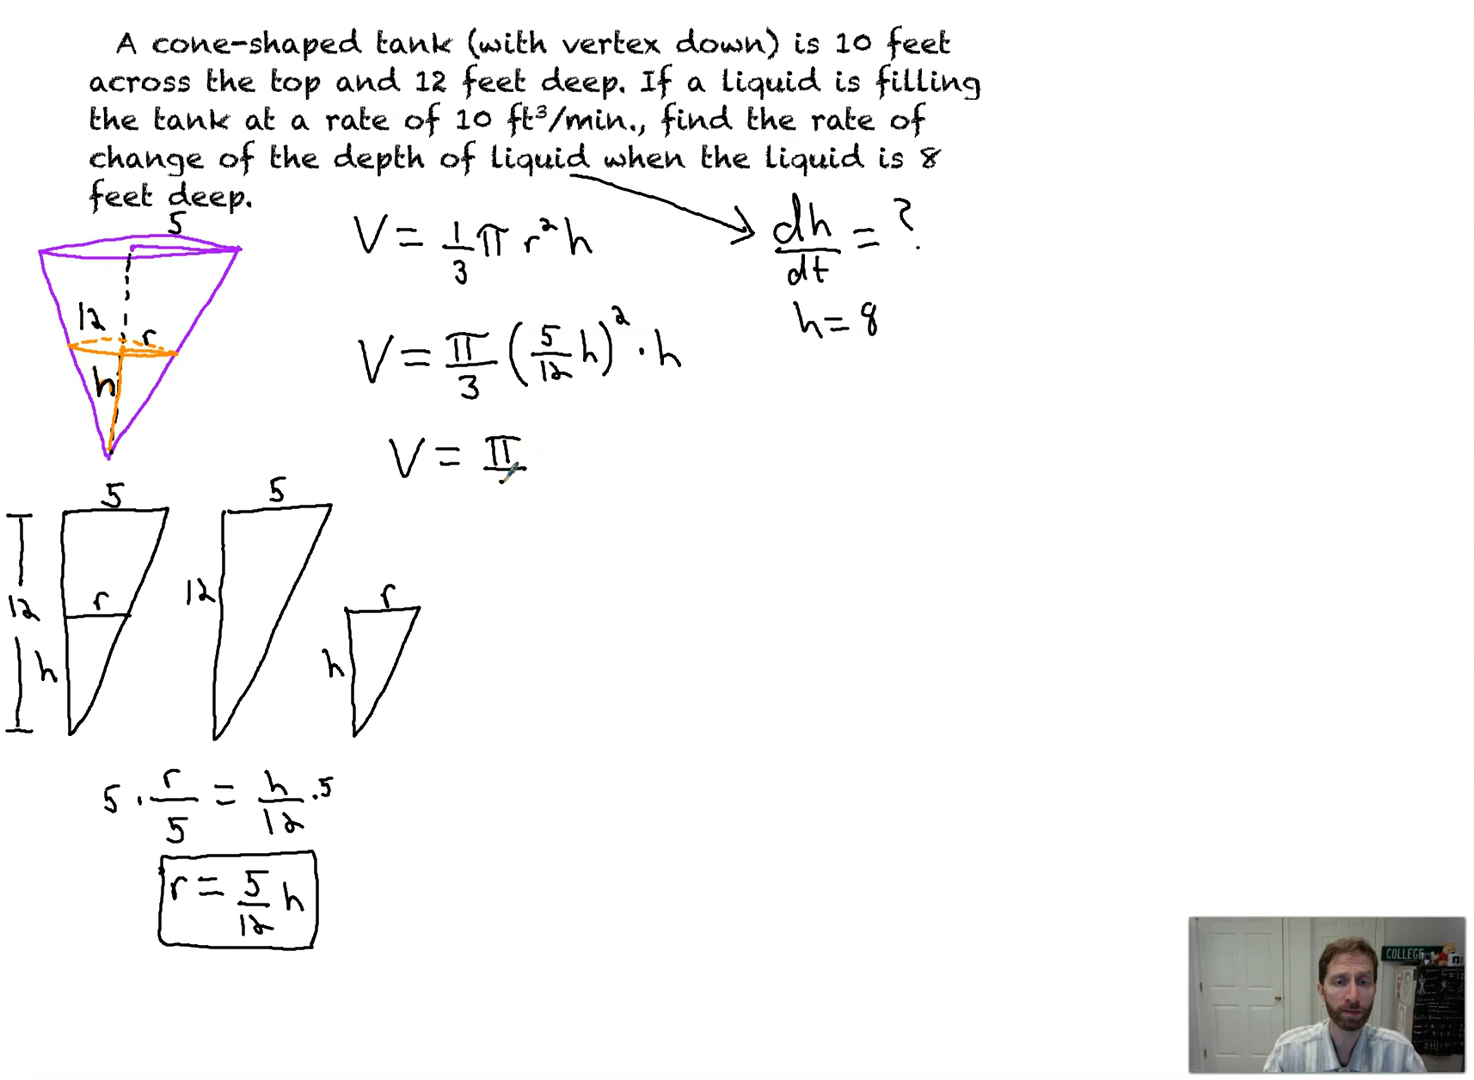 A cone-shaped tank (with vertex down) is 10 feet
across the top and 12 feet deep. If a liquid is filling
the tank at a rate of 10 ft³/min., find the rate of
change of the depth of liquid when the liquid is 8
feet deep.
5
12
r
h
V = 1/3 π r² h
dh/dt = ?
h = 8
V = π/3 (5/12 h)² · h
V = π
5
12
r
h
5
12
r
h
5 · r/5 = h/12 · 5
r = 5/12 h
COLLEGE